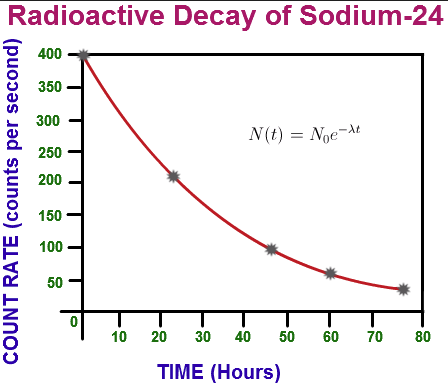 Radioactive Decay of Sodium-24
COUNT RATE (counts per second)
400
350
300
250
200
150
100
50
0
N(t) = N₀e^{-λt}
10 20 30 40 50 60 70 80
TIME (Hours)